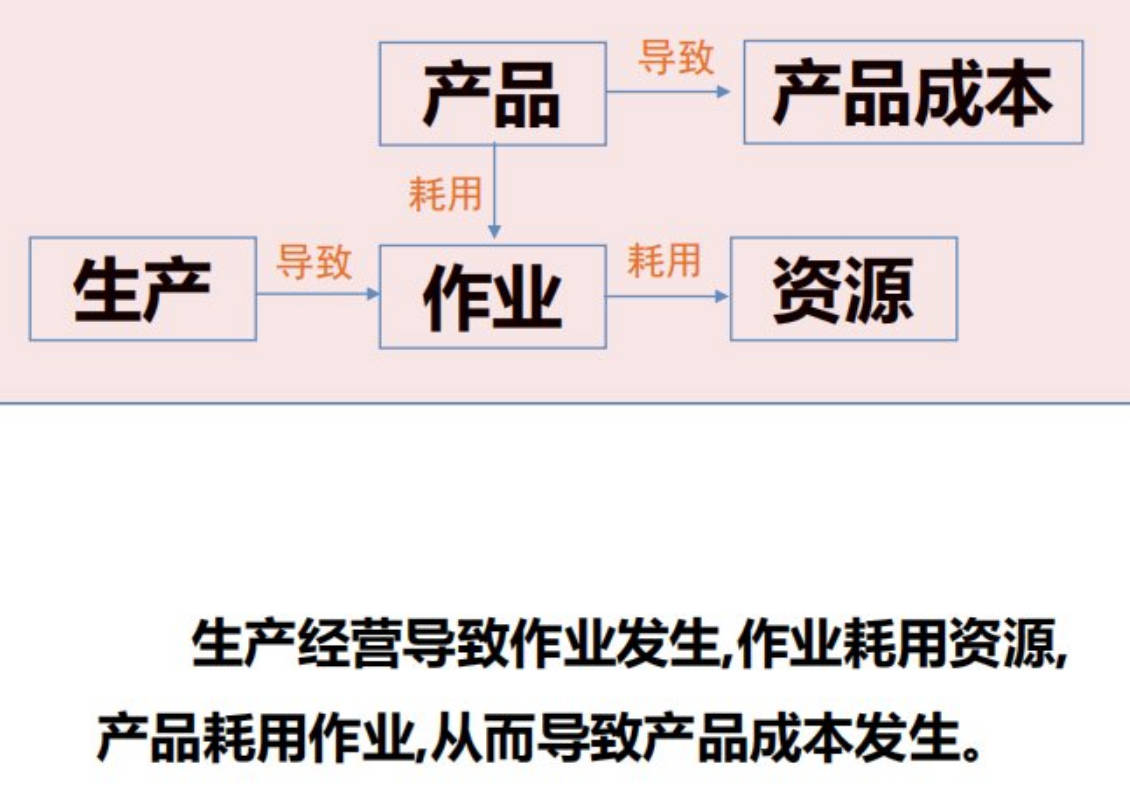 导致
产品
产品成本
耗用
生产
导致
作业
耗用
资源
生产经营导致作业发生,作业耗用资源,
产品耗用作业,从而导致产品成本发生。